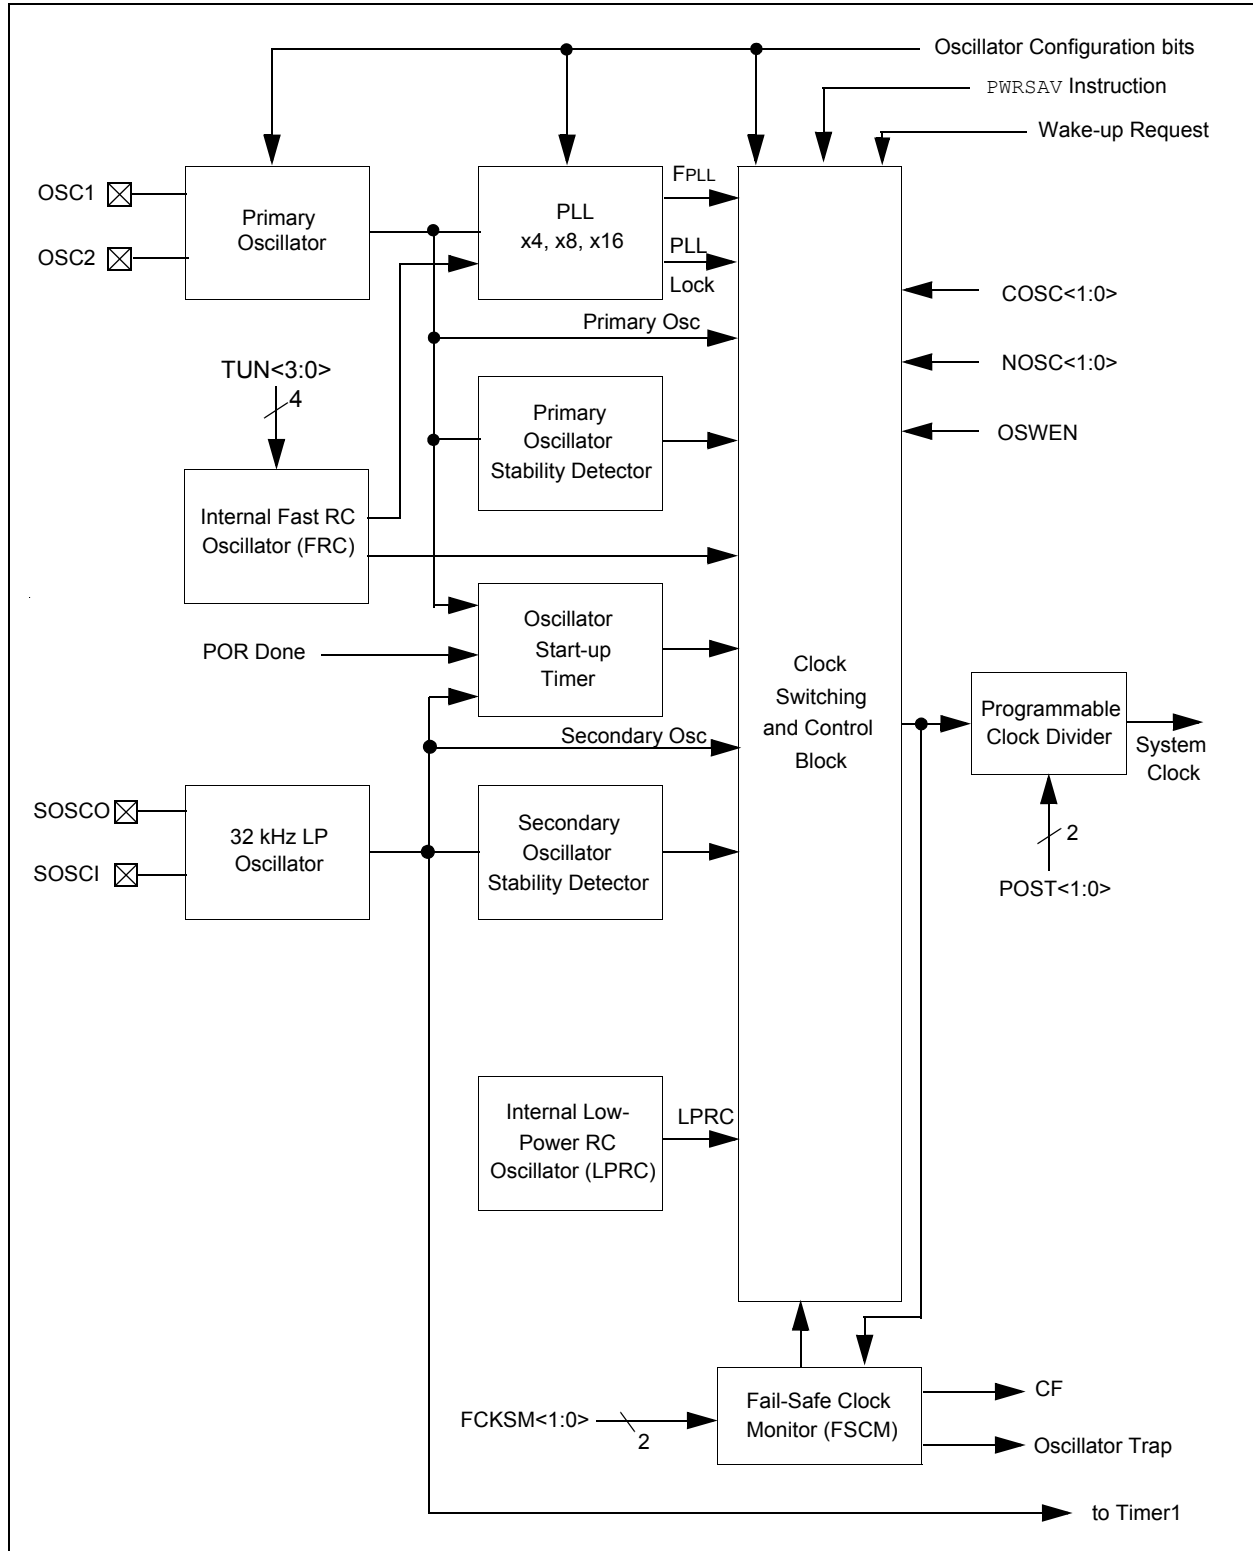 Oscillator Configuration bits
PWRSAV Instruction
Wake-up Request
OSC1
OSC2
Primary
Oscillator
PLL
x4, x8, x16
FPLL
PLL
Lock
COSC<1:0>
Primary Osc
NOSC<1:0>
TUN<3:0>
4
Primary
Oscillator
Stability Detector
OSWEN
Internal Fast RC
Oscillator (FRC)
Oscillator
Start-up
Timer
POR Done
Clock
Switching
and Control
Block
Programmable
Clock Divider
System
Clock
Secondary Osc
SOSCO
SOSCI
32 kHz LP
Oscillator
Secondary
Oscillator
Stability Detector
2
POST<1:0>
Internal Low-
Power RC
Oscillator (LPRC)
LPRC
FCKSM<1:0>
2
Fail-Safe Clock
Monitor (FSCM)
CF
Oscillator Trap
to Timer1